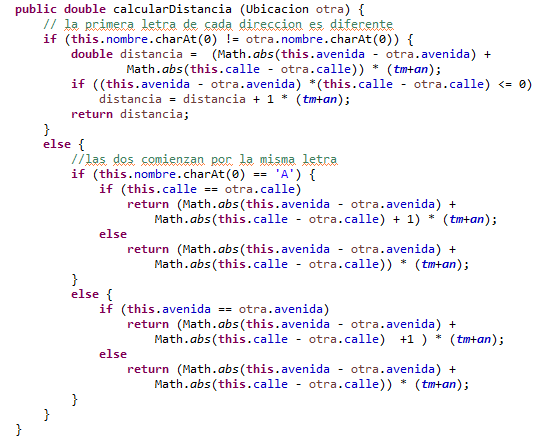 public double calcularDistancia (Ubicacion otra) {
    // la primera letra de cada direccion es diferente
    if (this.nombre.charAt(0) != otra.nombre.charAt(0)) {
        double distancia =  (Math.abs(this.avenida - otra.avenida) +
                Math.abs(this.calle - otra.calle)) * (tm+an);
        if ((this.avenida - otra.avenida) *(this.calle - otra.calle) <= 0)
            distancia = distancia + 1 * (tm+an);
        return distancia;
    }
    else {
        //las dos comienzan por la misma letra
        if (this.nombre.charAt(0) == 'A') {
            if (this.calle == otra.calle)
                return (Math.abs(this.avenida - otra.avenida) +
                    Math.abs(this.calle - otra.calle) + 1) * (tm+an);
            else
                return (Math.abs(this.avenida - otra.avenida) +
                    Math.abs(this.calle - otra.calle)) * (tm+an);
        }
        else {
            if (this.avenida == otra.avenida)
                return (Math.abs(this.avenida - otra.avenida) +
                    Math.abs(this.calle - otra.calle)  +1 ) * (tm+an);
            else
                return (Math.abs(this.avenida - otra.avenida) +
                    Math.abs(this.calle - otra.calle)) * (tm+an);
        }
    }
}